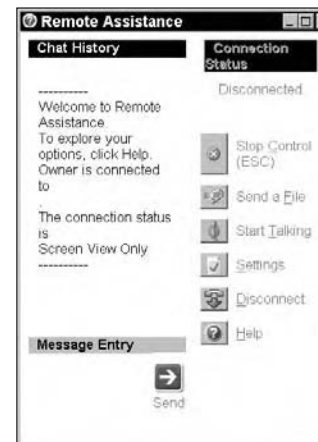 Remote Assistance
Chat History
----------
Welcome to Remote
Assistance
To explore your
options, click Help.
Owner is connected
to
.
The connection status
is
Screen View Only
----------
Message Entry
Send
Connection
Status
Disconnected
Stop Control
(ESC)
Send a File
Start Talking
Settings
Disconnect
Help